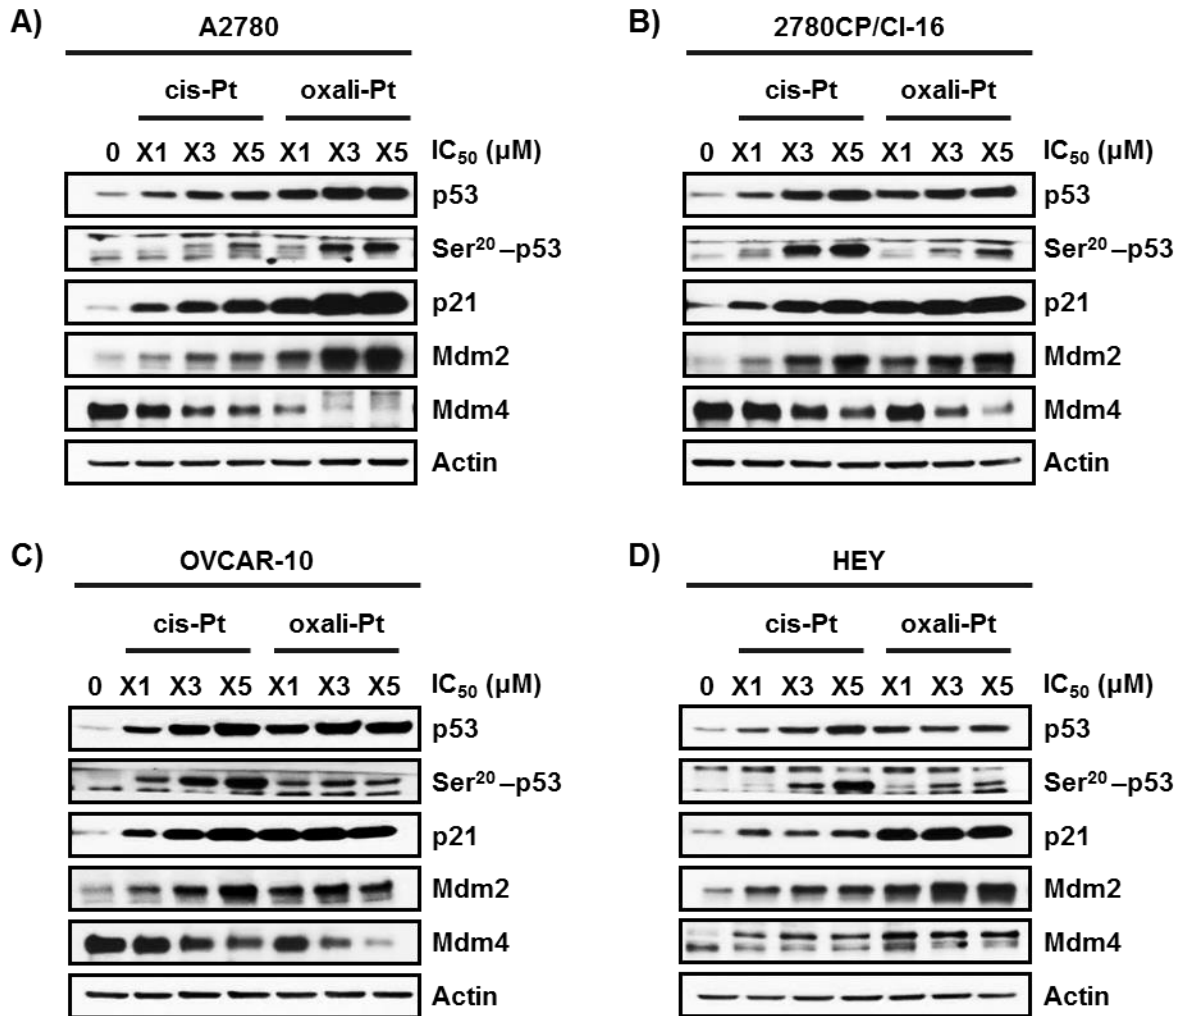 A)
A2780
cis-Pt oxali-Pt
0 X1 X3 X5 X1 X3 X5 IC₅₀ (µM)
p53
Ser²⁰–p53
p21
Mdm2
Mdm4
Actin
B)
2780CP/CI-16
cis-Pt oxali-Pt
0 X1 X3 X5 X1 X3 X5 IC₅₀ (µM)
p53
Ser²⁰–p53
p21
Mdm2
Mdm4
Actin
C)
OVCAR-10
cis-Pt oxali-Pt
0 X1 X3 X5 X1 X3 X5 IC₅₀ (µM)
p53
Ser²⁰–p53
p21
Mdm2
Mdm4
Actin
D)
HEY
cis-Pt oxali-Pt
0 X1 X3 X5 X1 X3 X5 IC₅₀ (µM)
p53
Ser²⁰–p53
p21
Mdm2
Mdm4
Actin